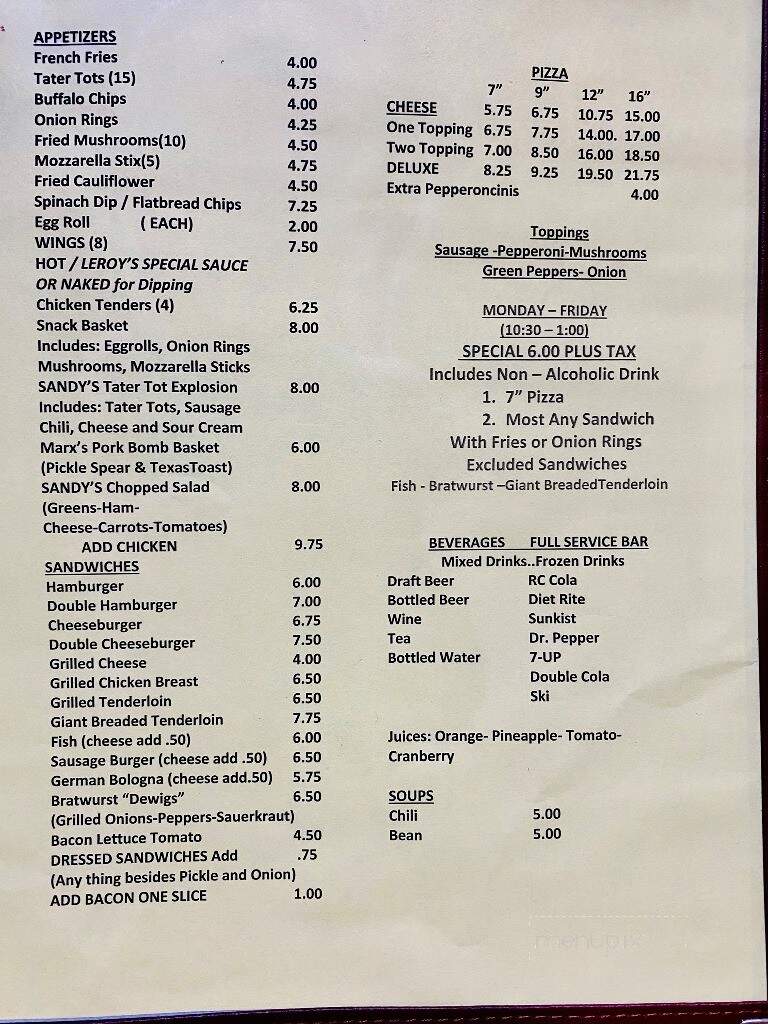 APPETIZERS
French Fries 4.00
Tater Tots (15) 4.75
Buffalo Chips 4.00
Onion Rings 4.25
Fried Mushrooms(10) 4.50
Mozzarella Stix(5) 4.75
Fried Cauliflower 4.50
Spinach Dip / Flatbread Chips 7.25
Egg Roll ( EACH) 2.00
WINGS (8) 7.50
HOT / LEROY'S SPECIAL SAUCE
OR NAKED for Dipping
Chicken Tenders (4) 6.25
Snack Basket 8.00
Includes: Eggrolls, Onion Rings
Mushrooms, Mozzarella Sticks
SANDY'S Tater Tot Explosion 8.00
Includes: Tater Tots, Sausage
Chili, Cheese and Sour Cream
Marx's Pork Bomb Basket 6.00
(Pickle Spear & TexasToast)
SANDY'S Chopped Salad 8.00
(Greens-Ham-
Cheese-Carrots-Tomatoes)
ADD CHICKEN 9.75
SANDWICHES
Hamburger 6.00
Double Hamburger 7.00
Cheeseburger 6.75
Double Cheeseburger 7.50
Grilled Cheese 4.00
Grilled Chicken Breast 6.50
Grilled Tenderloin 6.50
Giant Breaded Tenderloin 7.75
Fish (cheese add .50) 6.00
Sausage Burger (cheese add .50) 6.50
German Bologna (cheese add.50) 5.75
Bratwurst "Dewigs" 6.50
(Grilled Onions-Peppers-Sauerkraut)
Bacon Lettuce Tomato 4.50
DRESSED SANDWICHES Add .75
(Any thing besides Pickle and Onion)
ADD BACON ONE SLICE 1.00
PIZZA
7" 9" 12" 16"
CHEESE 5.75 6.75 10.75 15.00
One Topping 6.75 7.75 14.00. 17.00
Two Topping 7.00 8.50 16.00 18.50
DELUXE 8.25 9.25 19.50 21.75
Extra Pepperoncinis 4.00
Toppings
Sausage -Pepperoni-Mushrooms
Green Peppers- Onion
MONDAY – FRIDAY
(10:30 – 1:00)
SPECIAL 6.00 PLUS TAX
Includes Non – Alcoholic Drink
1. 7" Pizza
2. Most Any Sandwich
With Fries or Onion Rings
Excluded Sandwiches
Fish - Bratwurst –Giant BreadedTenderloin
BEVERAGES FULL SERVICE BAR
Mixed Drinks..Frozen Drinks
Draft Beer RC Cola
Bottled Beer Diet Rite
Wine Sunkist
Tea Dr. Pepper
Bottled Water 7-UP
Double Cola
Ski
Juices: Orange- Pineapple- Tomato-
Cranberry
SOUPS
Chili 5.00
Bean 5.00
menupix